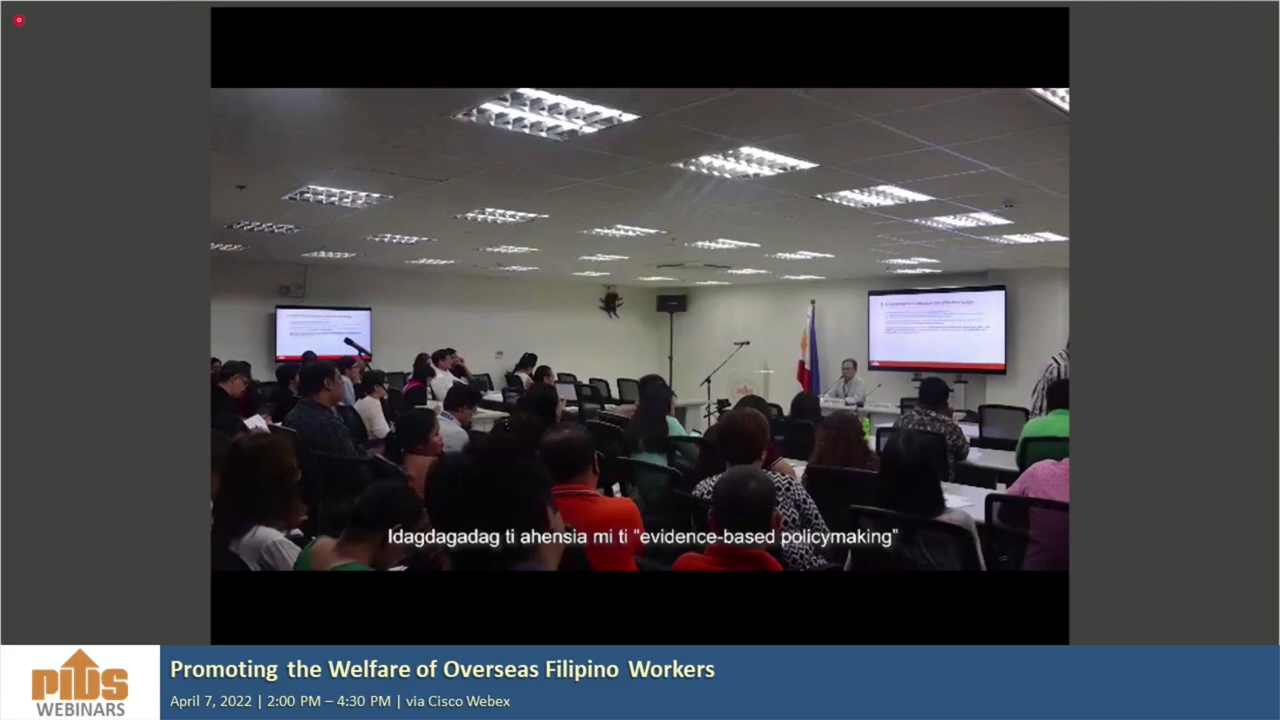 Idagdagadag ti ahensia mi ti "evidence-based policymaking"
PIDS
WEBINARS
Promoting the Welfare of Overseas Filipino Workers
April 7, 2022 | 2:00 PM – 4:30 PM | via Cisco Webex